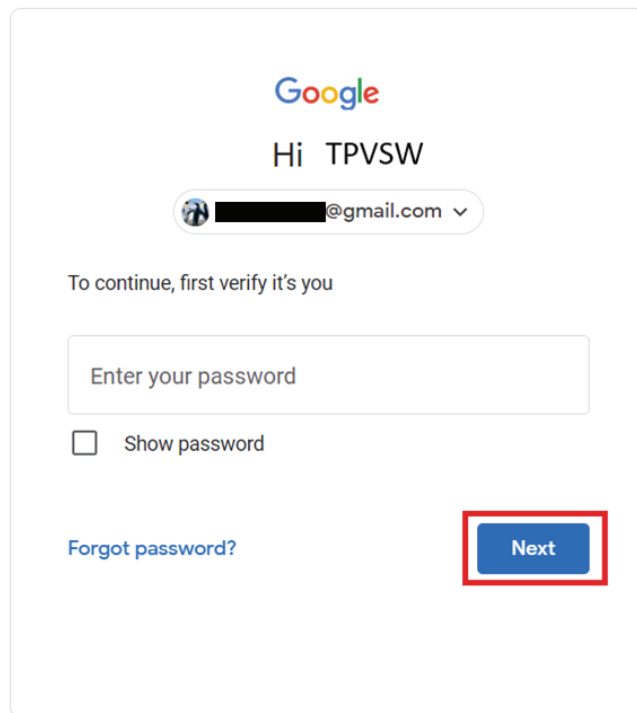 Google
Hi TPVSW
@gmail.com
To continue, first verify it's you
Enter your password
Show password
Forgot password?
Next